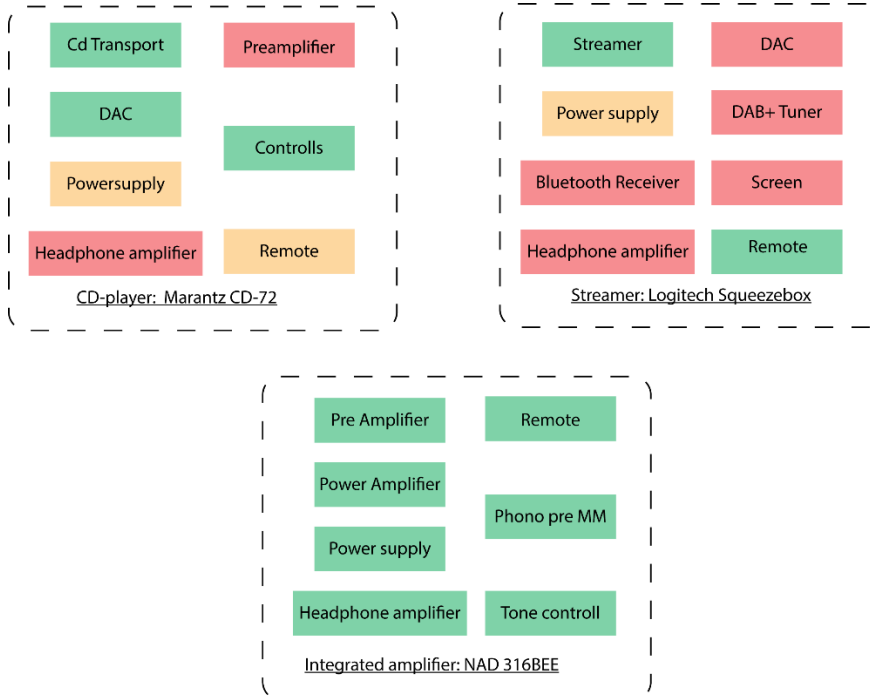 Cd Transport
Preamplifier
DAC
Controlls
Powersupply
Headphone amplifier
Remote
CD-player:  Marantz CD-72
Streamer
DAC
Power supply
DAB+ Tuner
Bluetooth Receiver
Screen
Headphone amplifier
Remote
Streamer: Logitech Squeezebox
Pre Amplifier
Remote
Power Amplifier
Phono pre MM
Power supply
Headphone amplifier
Tone controll
Integrated amplifier: NAD 316BEE